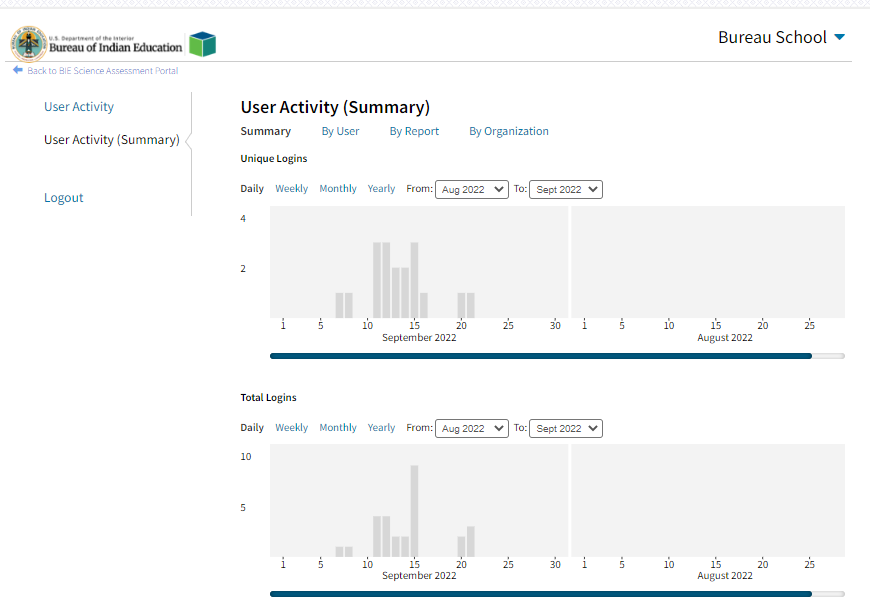 U.S. Department of the Interior
Bureau of Indian Education
Bureau School
Back to BIE Science Assessment Portal
User Activity
User Activity (Summary)
Logout
User Activity (Summary)
Summary By User By Report By Organization
Unique Logins
Daily Weekly Monthly Yearly From: Aug 2022 To: Sept 2022
4
2
1 5 10 15 20 25 30 1 5 10 15 20 25
September 2022 August 2022
Total Logins
Daily Weekly Monthly Yearly From: Aug 2022 To: Sept 2022
10
5
1 5 10 15 20 25 30 1 5 10 15 20 25
September 2022 August 2022